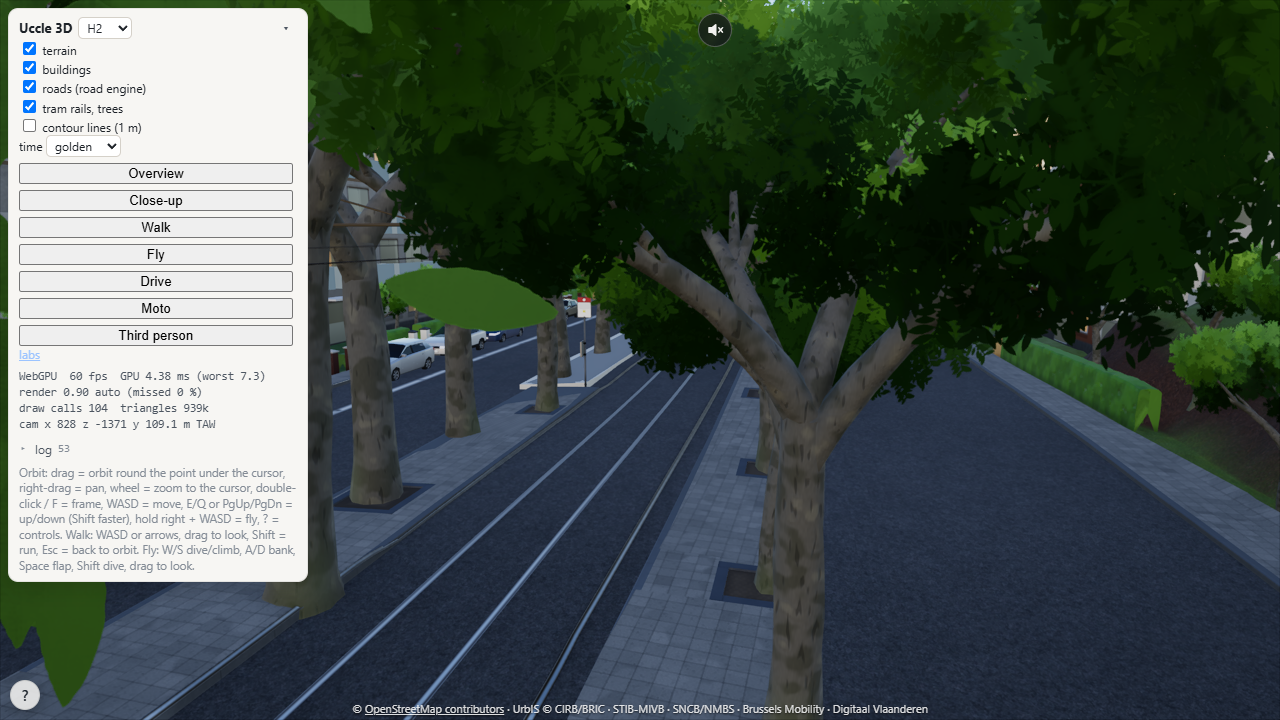 Uccle 3D H2
terrain
buildings
roads (road engine)
tram rails, trees
contour lines (1 m)
time golden
Overview
Close-up
Walk
Fly
Drive
Moto
Third person
labs
WebGPU 60 fps GPU 4.38 ms (worst 7.3)
render 0.90 auto (missed 0 %)
draw calls 104 triangles 939k
cam x 828 z -1371 y 109.1 m TAW
log 53
Orbit: drag = orbit round the point under the cursor,
right-drag = pan, wheel = zoom to the cursor, double-
click / F = frame, WASD = move, E/Q or PgUp/PgDn =
up/down (Shift faster), hold right + WASD = fly, ? =
controls. Walk: WASD or arrows, drag to look, Shift =
run, Esc = back to orbit. Fly: W/S dive/climb, A/D bank,
Space flap, Shift dive, drag to look.
?
© OpenStreetMap contributors · UrbIS © CIRB/BRIC · STIB-MIVB · SNCB/NMBS · Brussels Mobility · Digitaal Vlaanderen